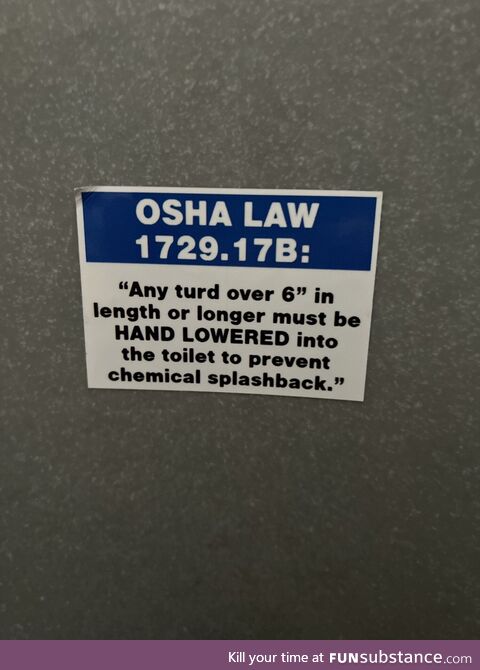 OSHA LAW
1729.17B:
“Any turd over 6” in
length or longer must be
HAND LOWERED into
the toilet to prevent
chemical splashback.”
Kill your time at FUNsubstance.com